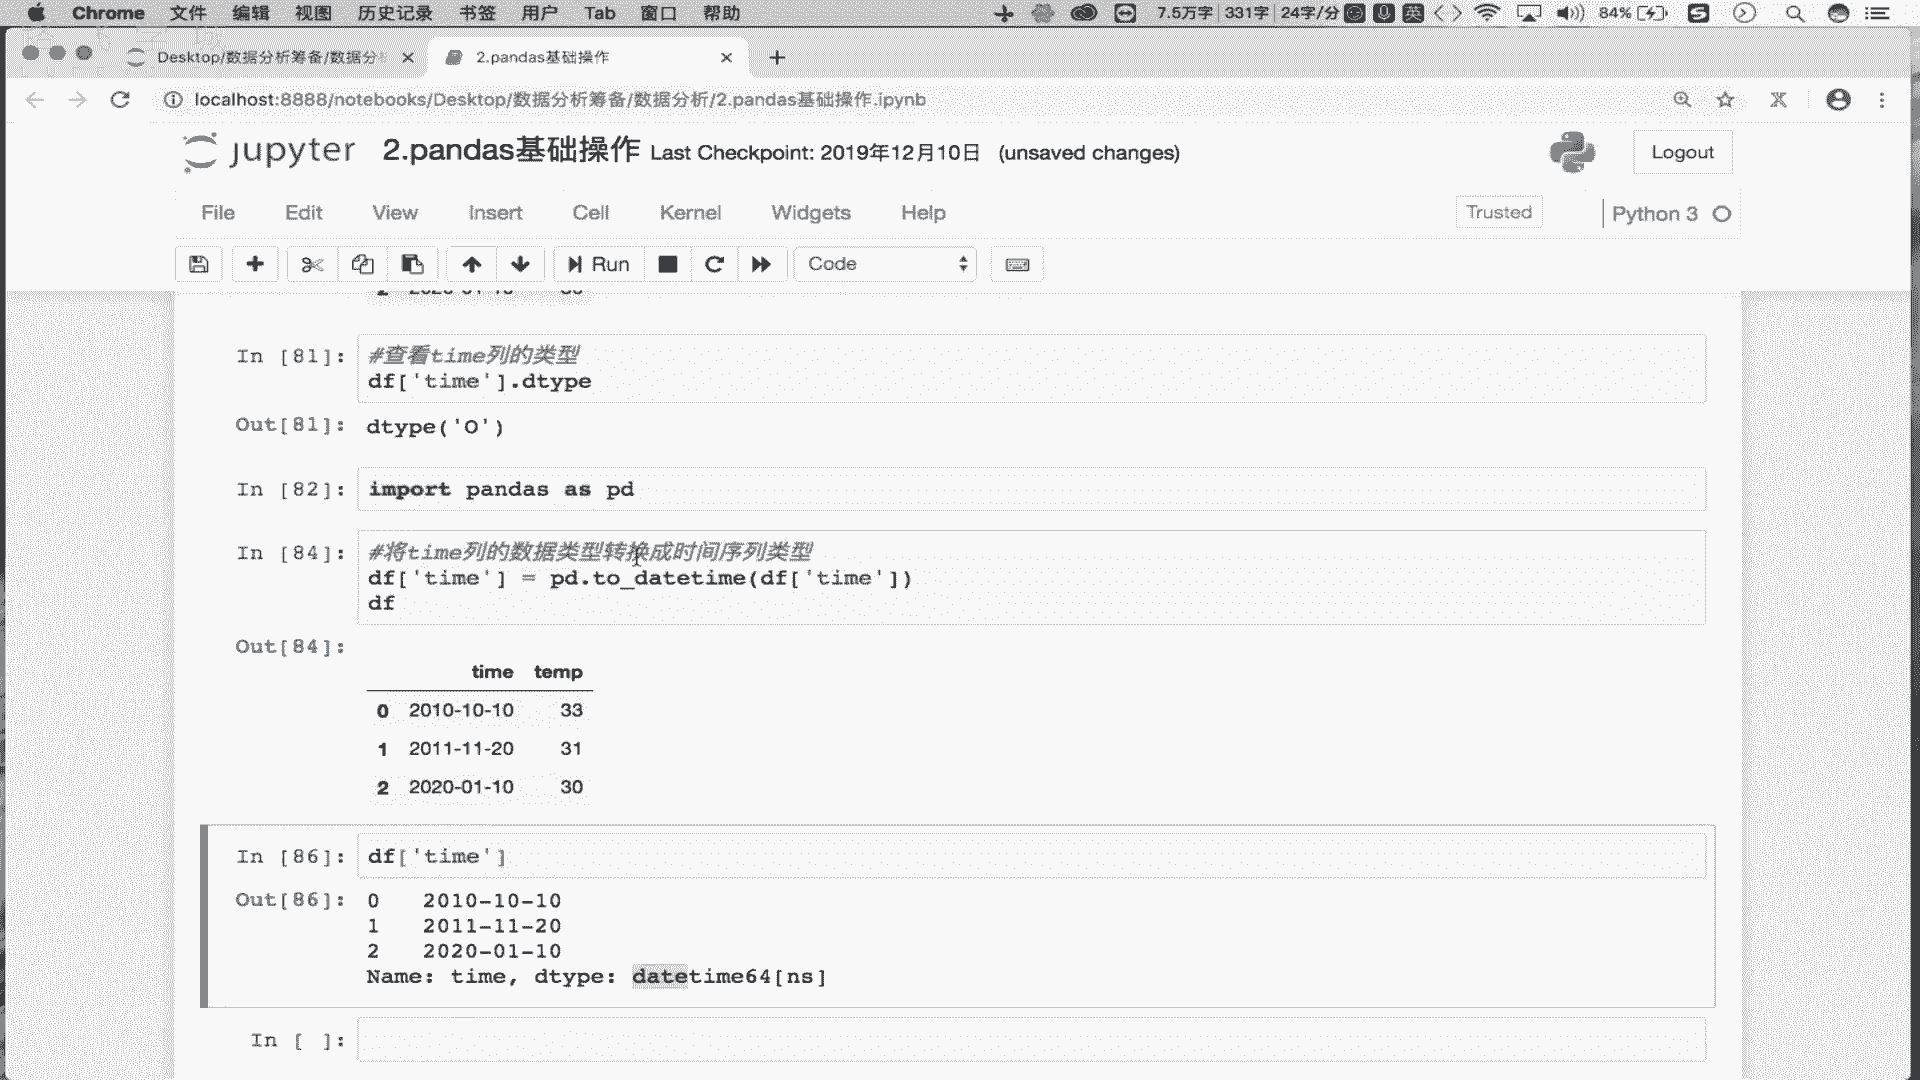 Chrome 文件 编辑 视图 历史记录 书签 用户 Tab 窗口 帮助 7.5万字 331字 24字/分 英 84%
Desktop/数据分析筹备/数据分 2.pandas基础操作
localhost:8888/notebooks/Desktop/数据分析筹备/数据分析/2.pandas基础操作.ipynb
jupyter 2.pandas基础操作 Last Checkpoint: 2019年12月10日 (unsaved changes) Logout
File Edit View Insert Cell Kernel Widgets Help Trusted Python 3
Run Code
In [81]: #查看time列的类型
df['time'].dtype
Out[81]: dtype('O')
In [82]: import pandas as pd
In [84]: #将time列的数据类型转换成时间序列类型
df['time'] = pd.to_datetime(df['time'])
df
Out[84]:
time temp
0 2010-10-10 33
1 2011-11-20 31
2 2020-01-10 30
In [86]: df['time']
Out[86]: 0 2010-10-10
1 2011-11-20
2 2020-01-10
Name: time, dtype: datetime64[ns]
In [ ]: